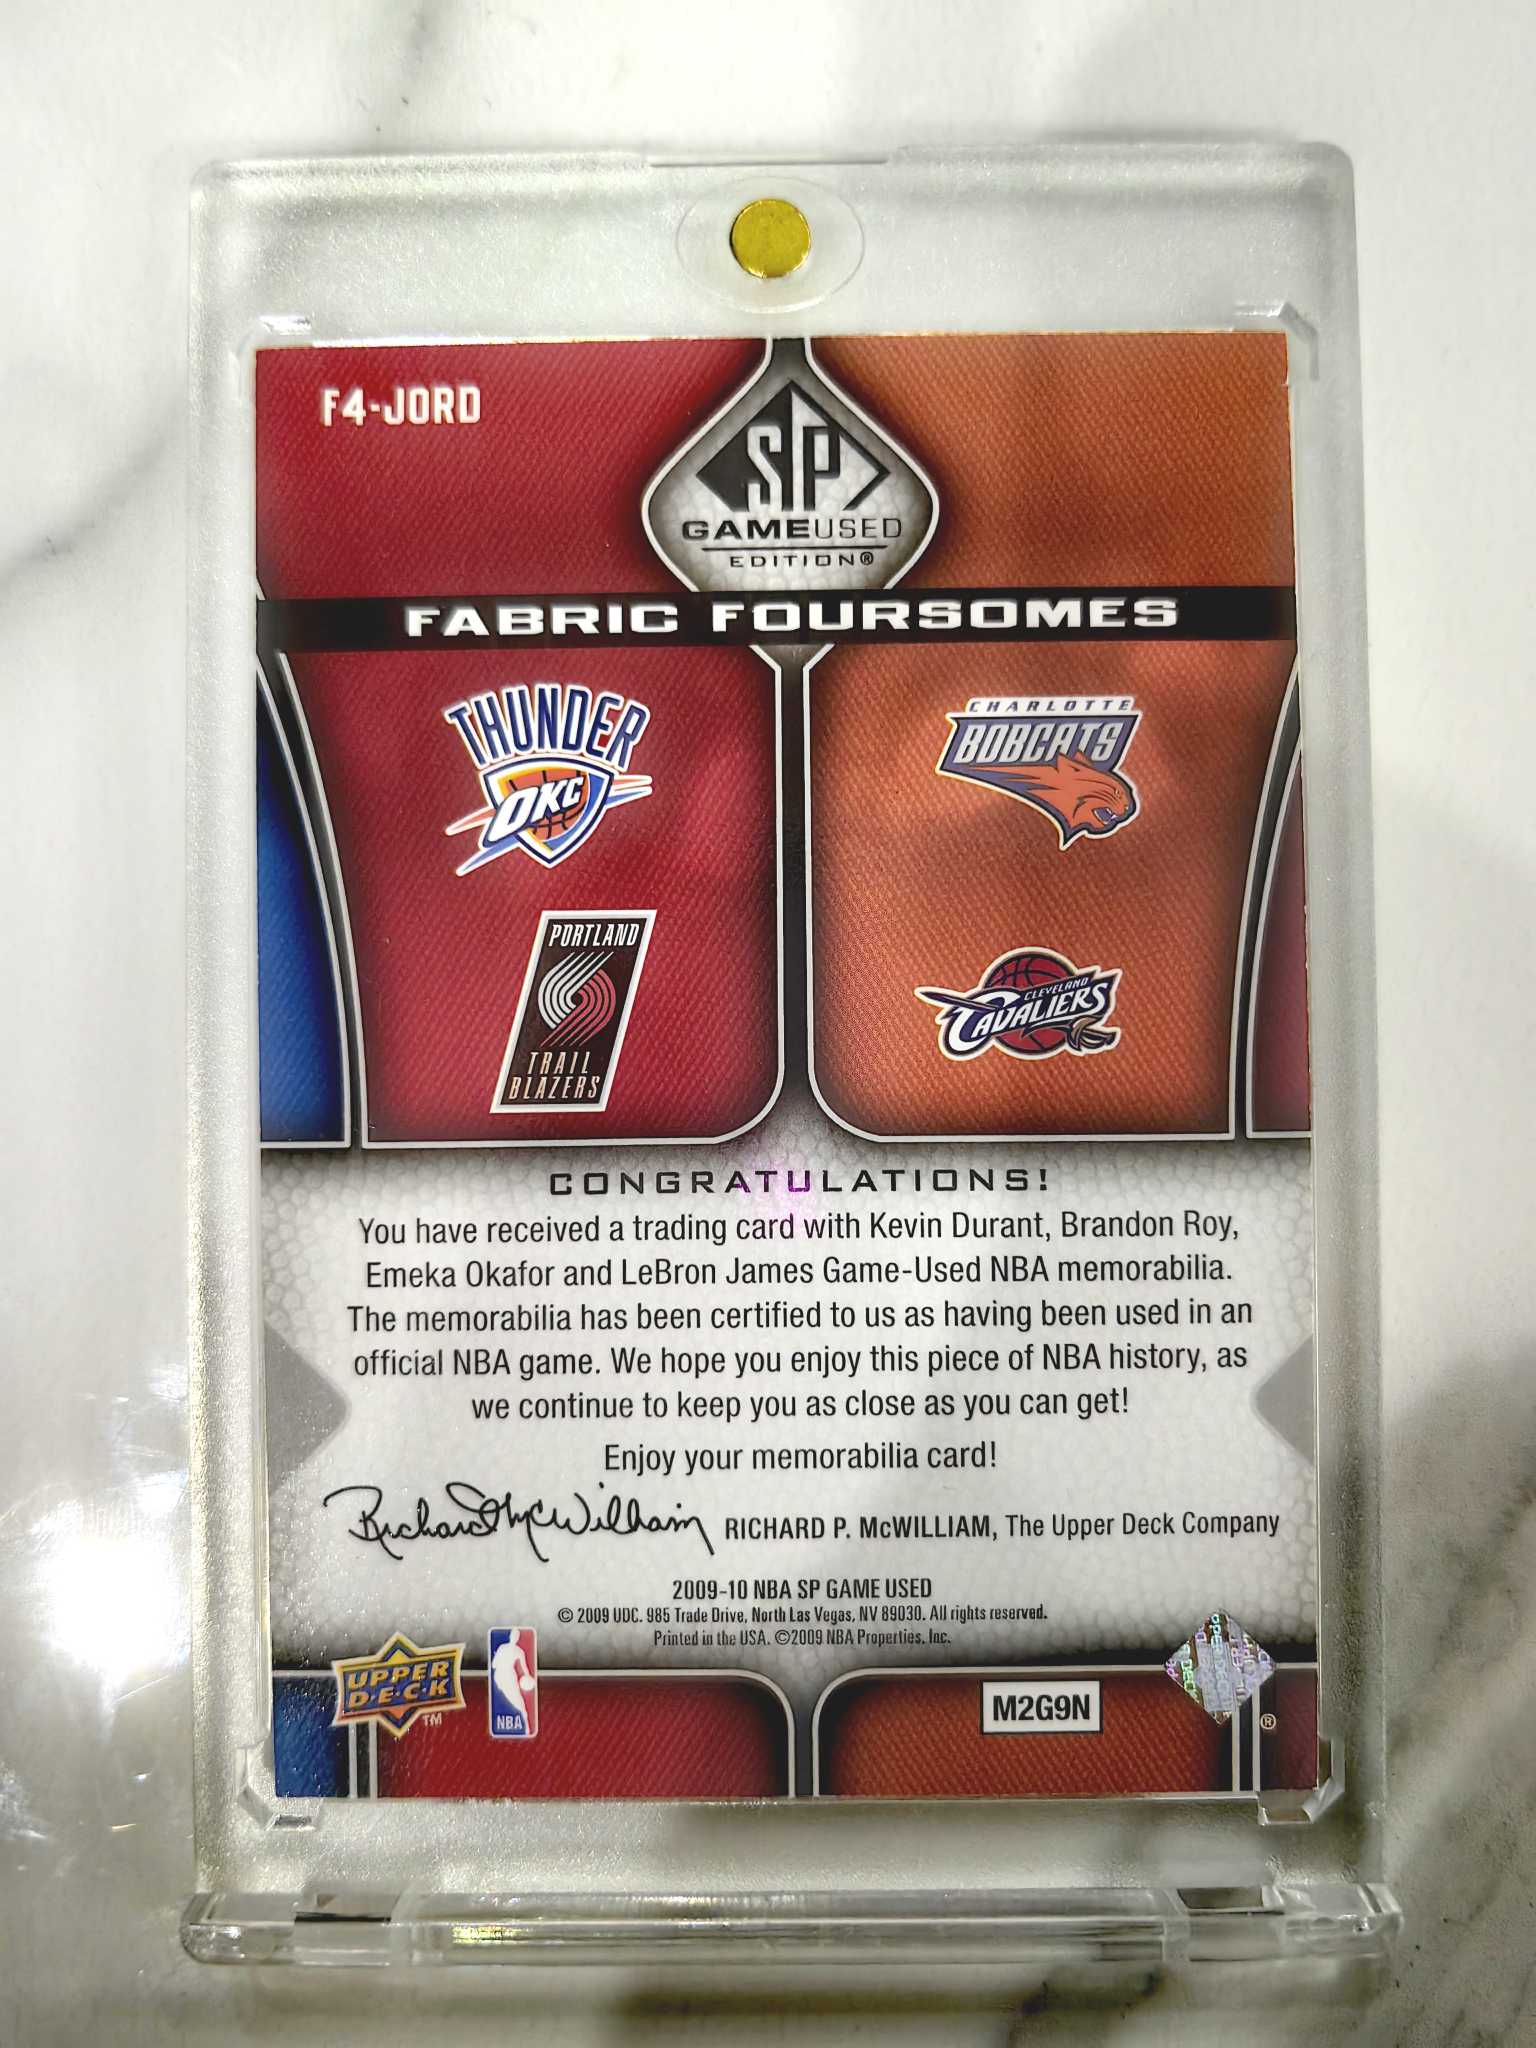 F4-JORD
SP
GAMEUSED
EDITION®
FABRIC FOURSOMES
THUNDER
OKC
CHARLOTTE
BOBCATS
PORTLAND
TRAIL
BLAZERS
CLEVELAND
CAVALIERS
CONGRATULATIONS!
You have received a trading card with Kevin Durant, Brandon Roy,
Emeka Okafor and LeBron James Game-Used NBA memorabilia.
The memorabilia has been certified to us as having been used in an
official NBA game. We hope you enjoy this piece of NBA history, as
we continue to keep you as close as you can get!
Enjoy your memorabilia card!
Richard McWilliam RICHARD P. McWILLIAM, The Upper Deck Company
2009-10 NBA SP GAME USED
© 2009 UDC. 985 Trade Drive, North Las Vegas, NV 89030. All rights reserved.
Printed in the USA. ©2009 NBA Properties, Inc.
UPPER
D·E·C·K
TM
NBA
M2G9N
®